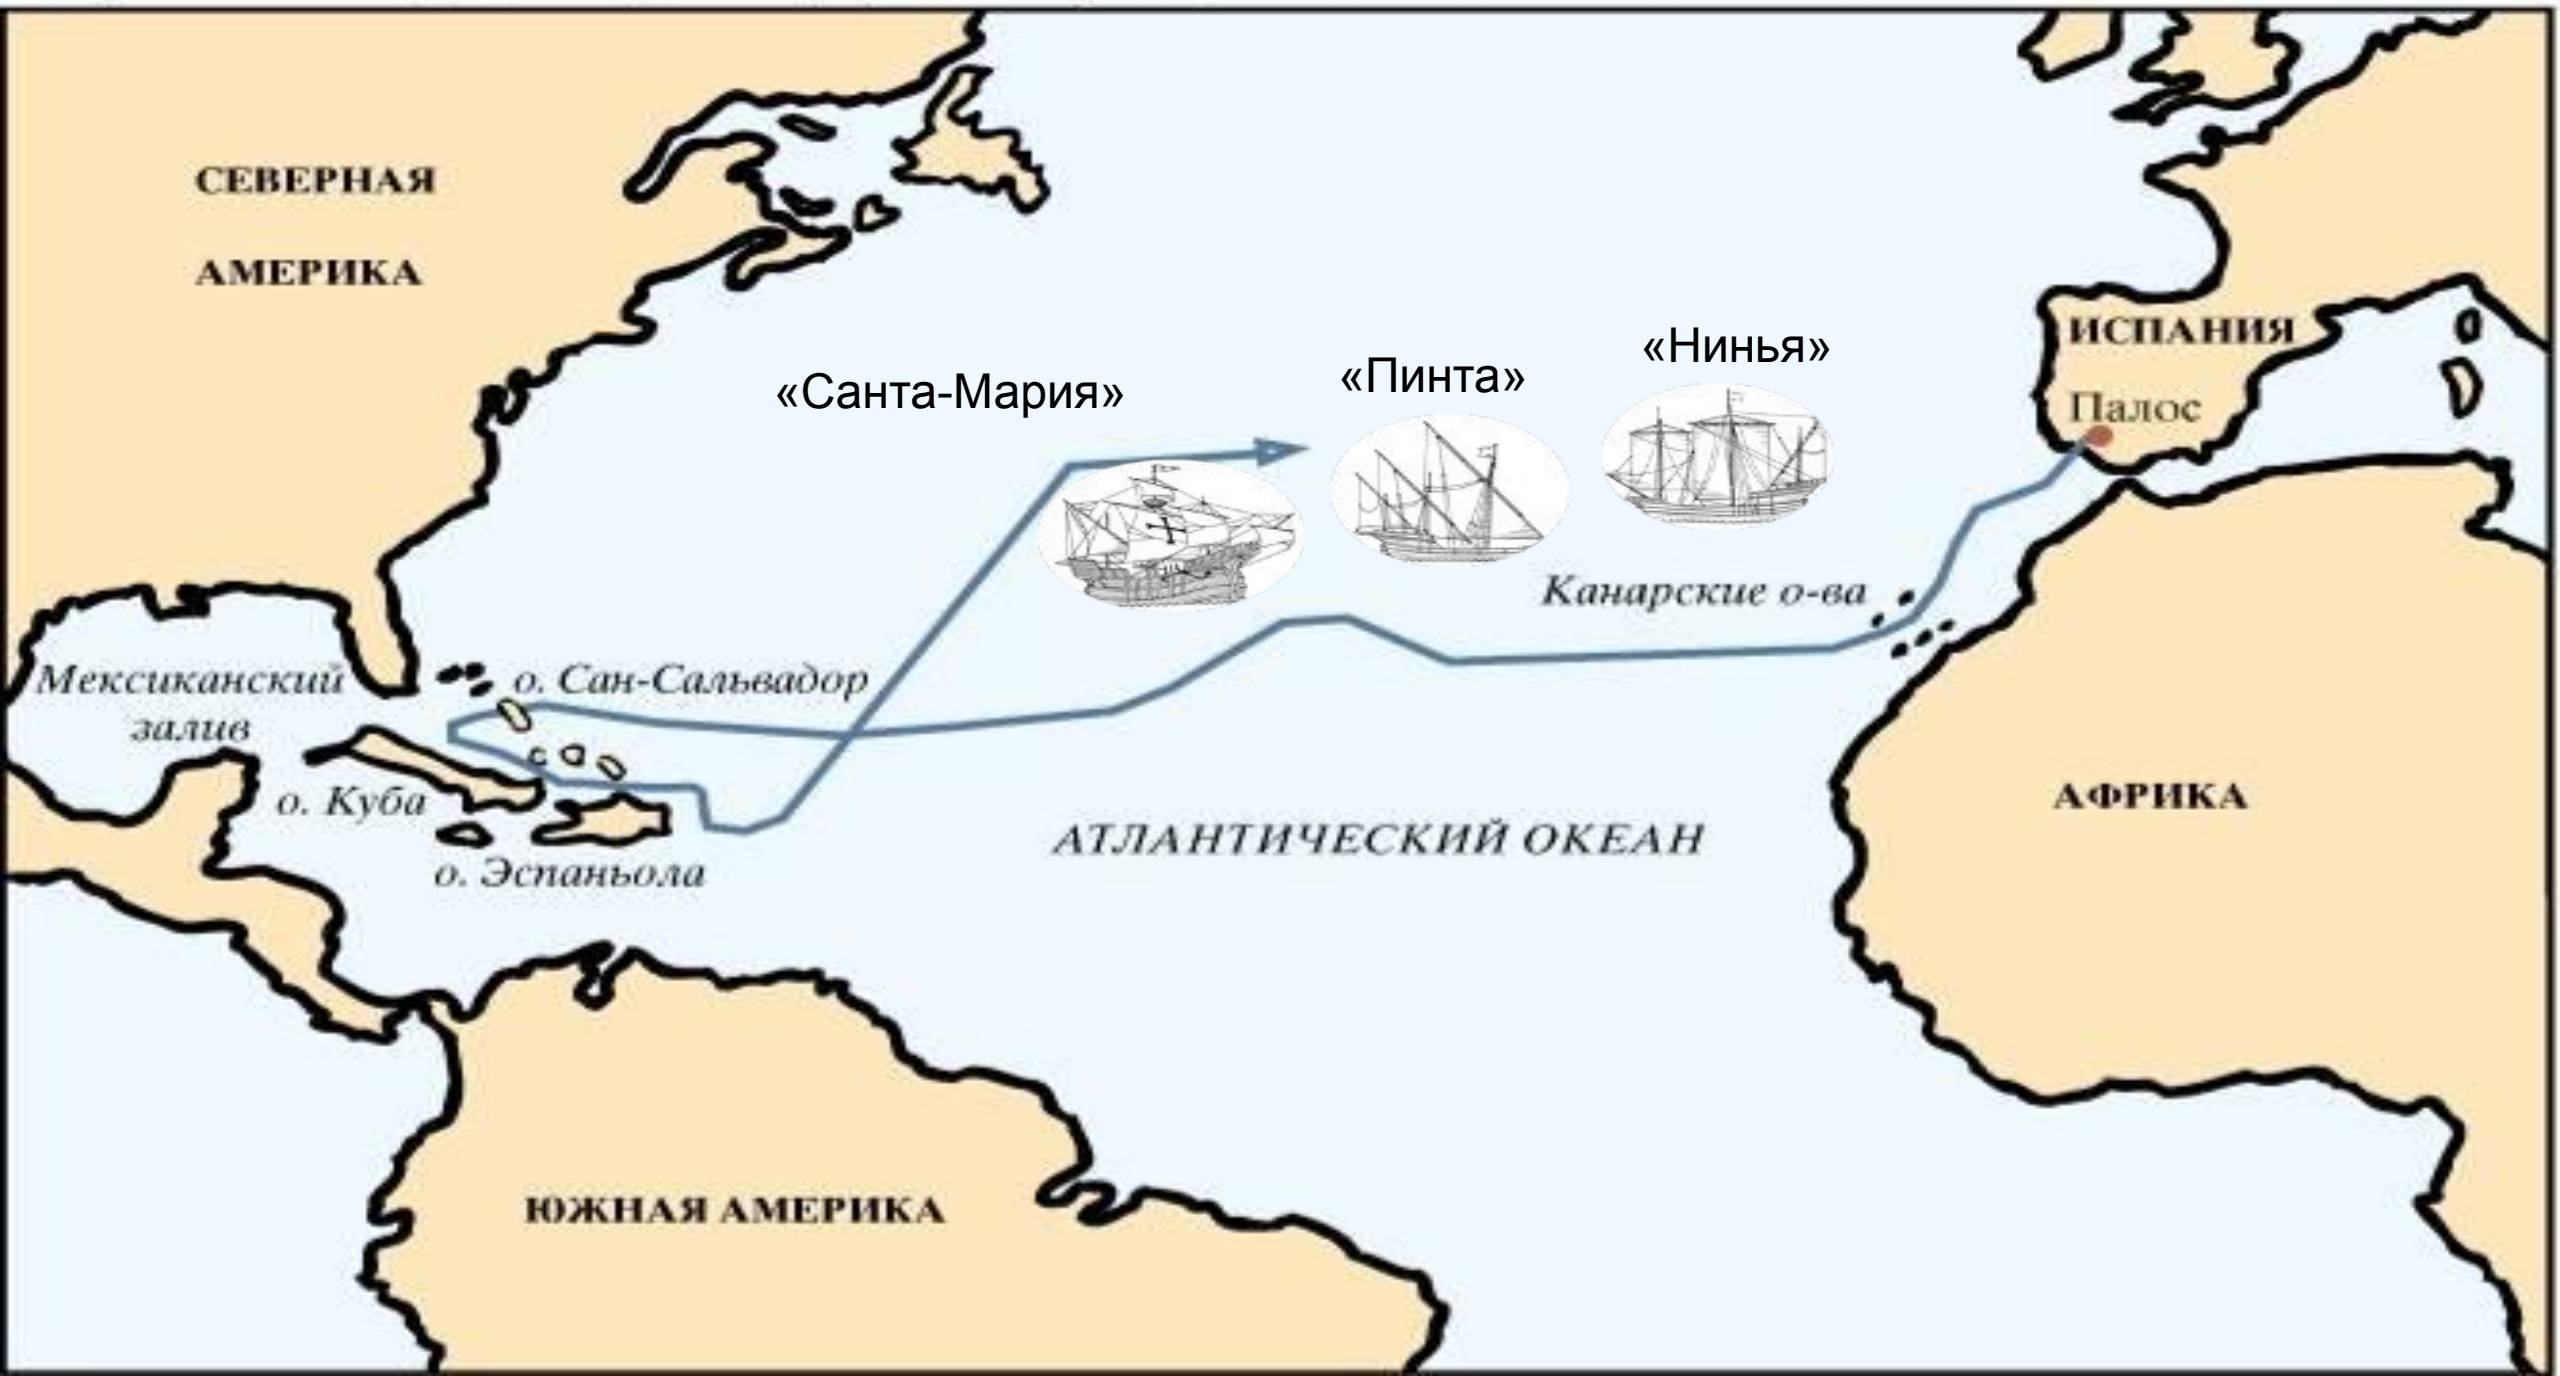 СЕВЕРНАЯ
АМЕРИКА
«Санта-Мария»
«Пинта»
«Нинья»
ИСПАНИЯ
Палос
Канарские о-ва
Мексиканский
залив
о. Сан-Сальвадор
о. Куба
о. Эспаньола
АТЛАНТИЧЕСКИЙ ОКЕАН
АФРИКА
ЮЖНАЯ АМЕРИКА